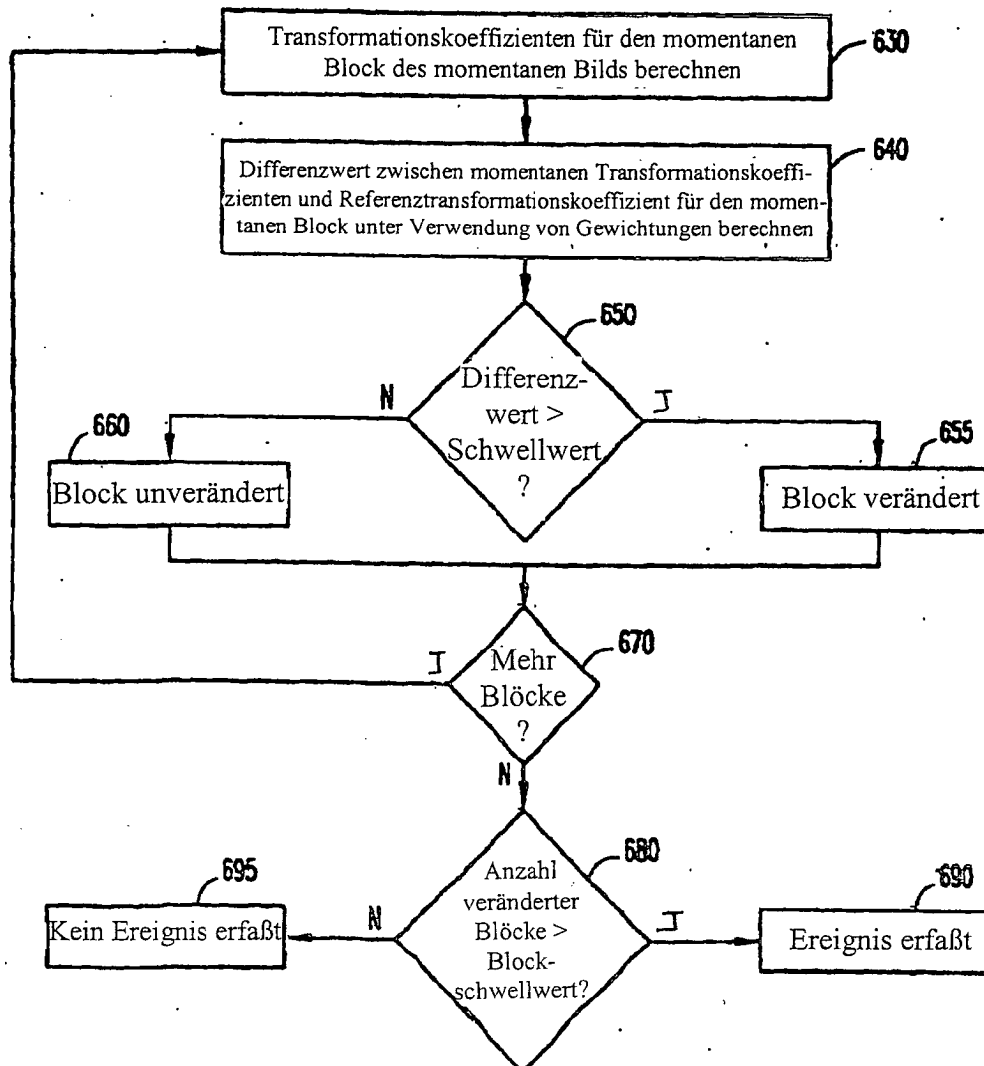 Transformationskoeffizienten für den momentanen
Block des momentanen Bilds berechnen
630
640
Differenzwert zwischen momentanen Transformationskoeffi-
zienten und Referenztransformationskoeffizient für den momen-
tanen Block unter Verwendung von Gewichtungen berechnen
650
Differenz-
wert >
Schwellwert
?
N
J
660
Block unverändert
655
Block verändert
670
Mehr
Blöcke
?
J
N
680
Anzahl
veränderter
Blöcke >
Block-
schwellwert?
N
J
695
Kein Ereignis erfaßt
690
Ereignis erfaßt